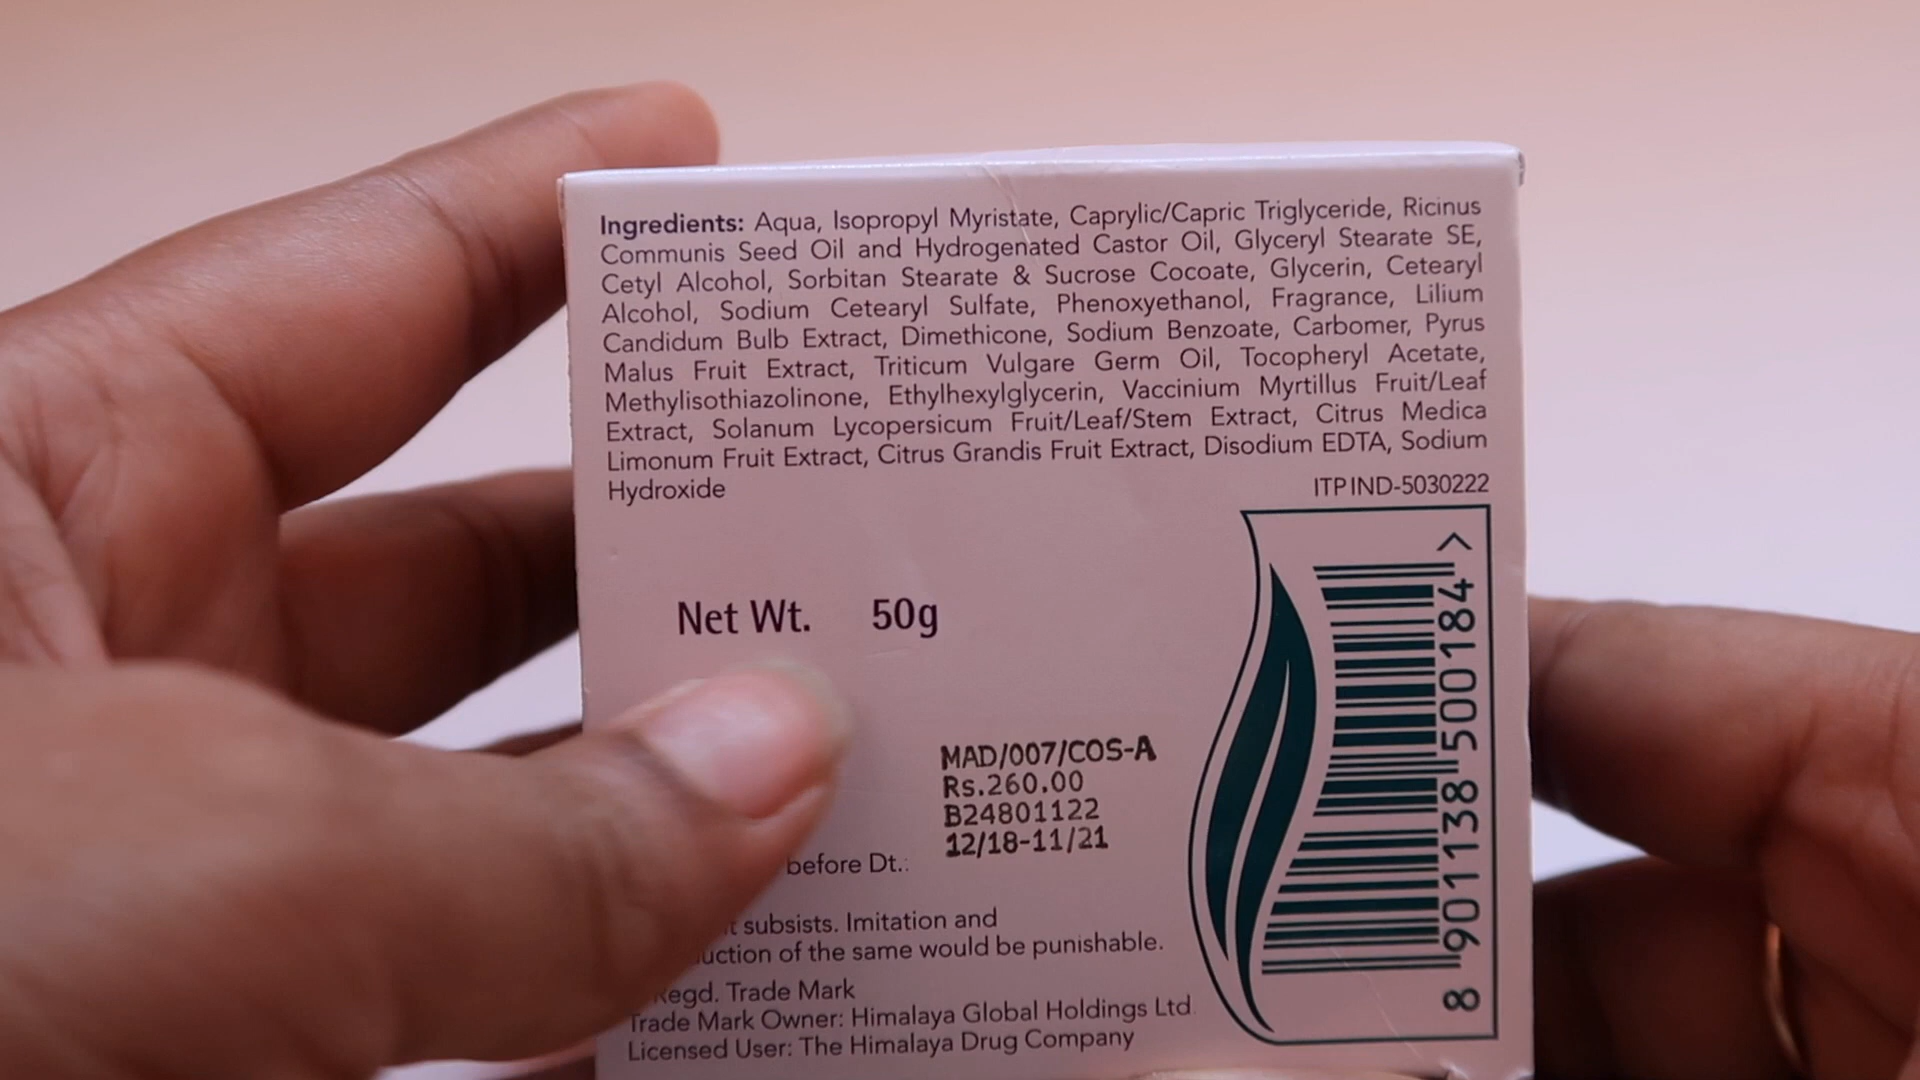 Ingredients: Aqua, Isopropyl Myristate, Caprylic/Capric Triglyceride, Ricinus
Communis Seed Oil and Hydrogenated Castor Oil, Glyceryl Stearate SE,
Cetyl Alcohol, Sorbitan Stearate & Sucrose Cocoate, Glycerin, Cetearyl
Alcohol, Sodium Cetearyl Sulfate, Phenoxyethanol, Fragrance, Lilium
Candidum Bulb Extract, Dimethicone, Sodium Benzoate, Carbomer, Pyrus
Malus Fruit Extract, Triticum Vulgare Germ Oil, Tocopheryl Acetate,
Methylisothiazolinone, Ethylhexylglycerin, Vaccinium Myrtillus Fruit/Leaf
Extract, Solanum Lycopersicum Fruit/Leaf/Stem Extract, Citrus Medica
Limonum Fruit Extract, Citrus Grandis Fruit Extract, Disodium EDTA, Sodium
Hydroxide
ITP IND-5030222
Net Wt. 50g
MAD/007/COS-A
Rs.260.00
B24801122
12/18-11/21
before Dt.:
subsists. Imitation and
of the same would be punishable.
Regd. Trade Mark
Trade Mark Owner: Himalaya Global Holdings Ltd.
Licensed User: The Himalaya Drug Company
8 901138 500184 >